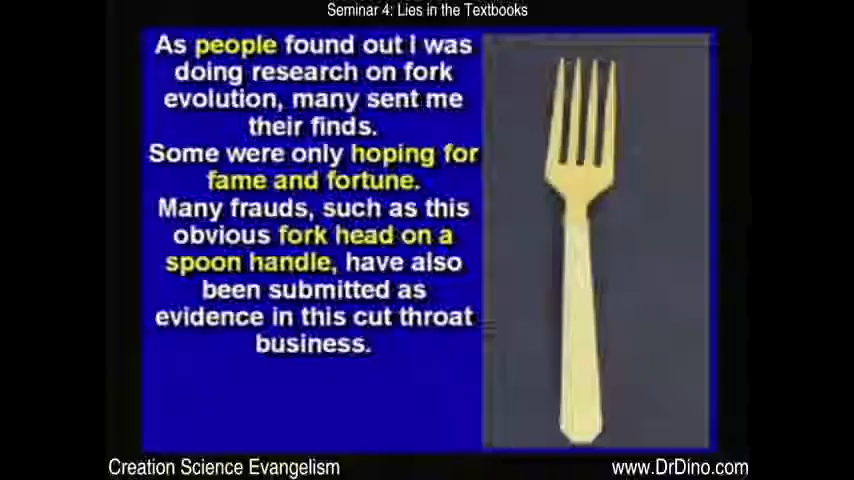 Seminar 4: Lies in the Textbooks
As people found out I was
doing research on fork
evolution, many sent me
their finds.
Some were only hoping for
fame and fortune.
Many frauds, such as this
obvious fork head on a
spoon handle, have also
been submitted as
evidence in this cut throat
business.
Creation Science Evangelism
www.DrDino.com